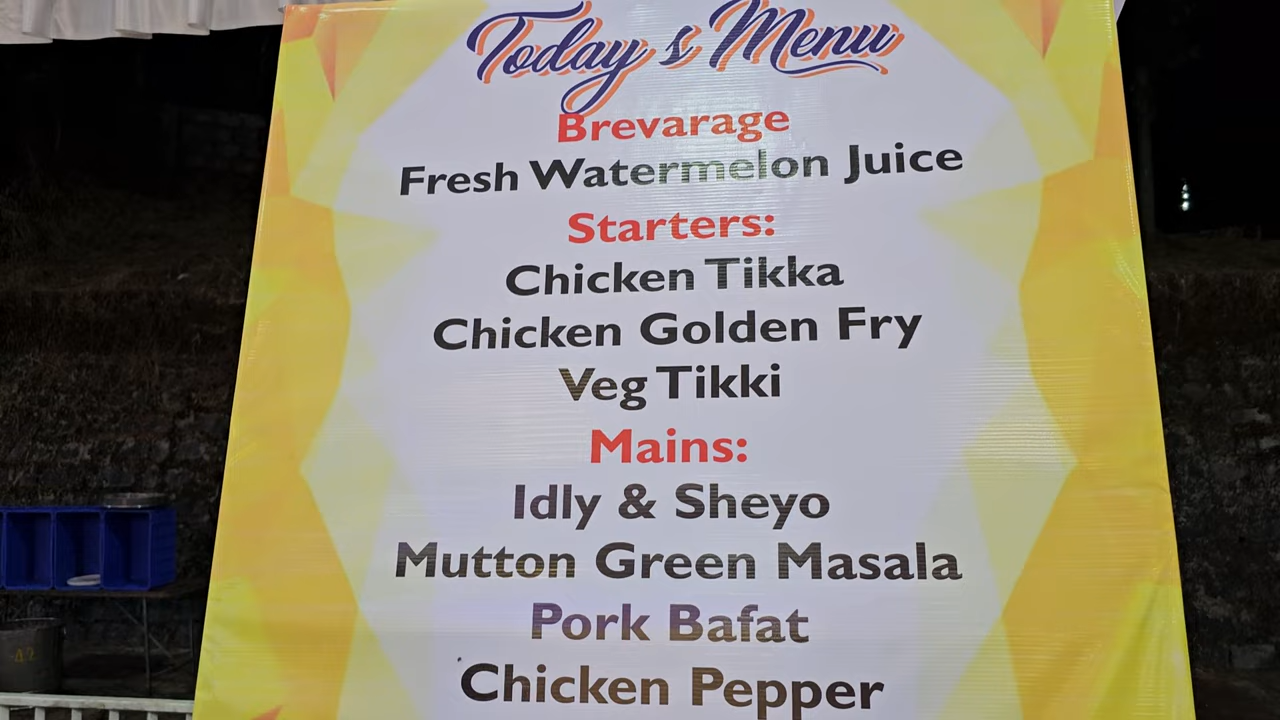 Today s Menu
Brevarage
Fresh Watermelon Juice
Starters:
Chicken Tikka
Chicken Golden Fry
Veg Tikki
Mains:
Idly & Sheyo
Mutton Green Masala
Pork Bafat
Chicken Pepper